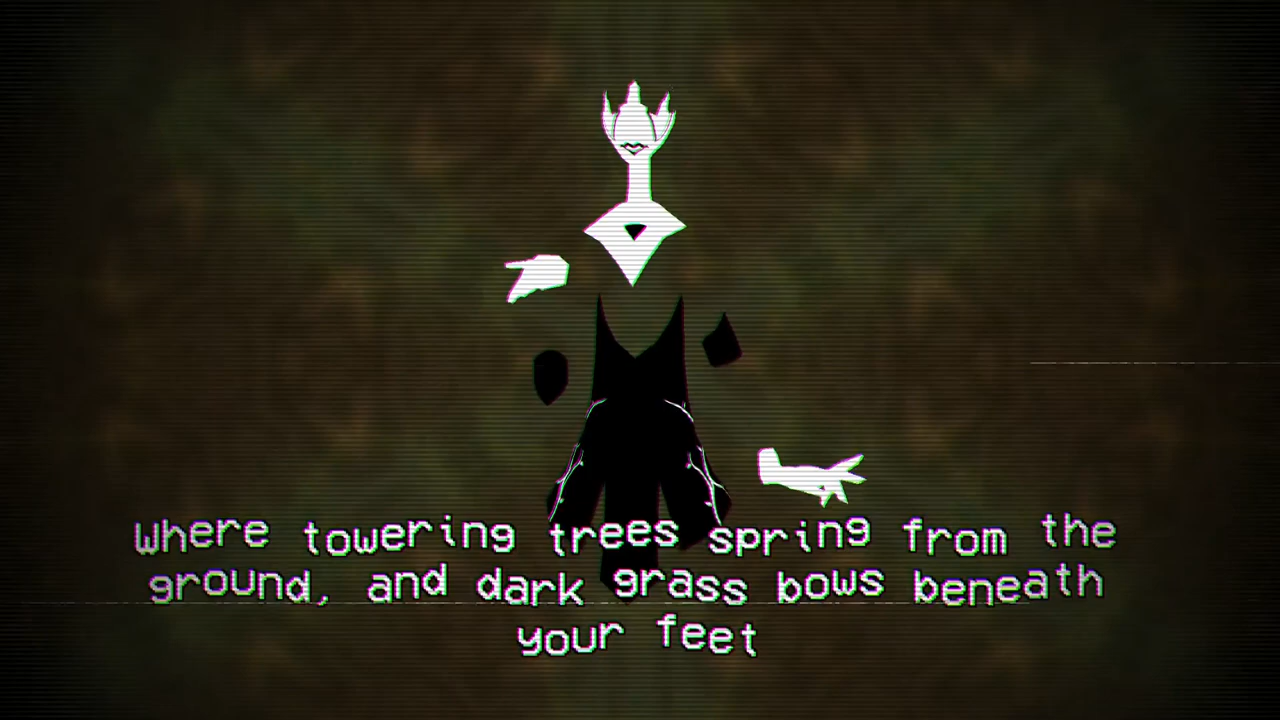 Where towering trees spring from the
ground, and dark grass bows beneath
your feet